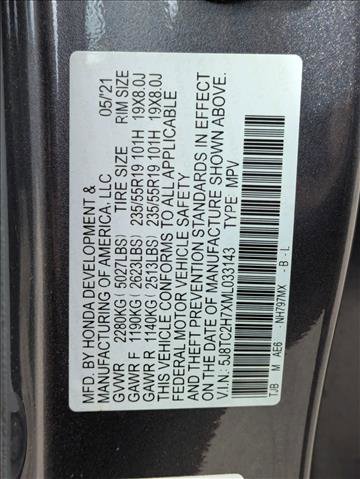 MFD. BY HONDA DEVELOPMENT &
MANUFACTURING OF AMERICA, LLC 05/21
GVWR 2280KG (5027LBS) TIRE SIZE RIM SIZE
GAWR F 1190KG (2623LBS) 235/55R19 101H 19X8.0J
GAWR R 1140KG (2513LBS) 235/55R19 101H 19X8.0J
THIS VEHICLE CONFORMS TO ALL APPLICABLE
FEDERAL MOTOR VEHICLE SAFETY
AND THEFT PREVENTION STANDARDS IN EFFECT
ON THE DATE OF MANUFACTURE SHOWN ABOVE.
V.I.N.: 5J8TC2H7XML033143 TYPE: MPV
TJB M AE6 -NH797MX -B-L